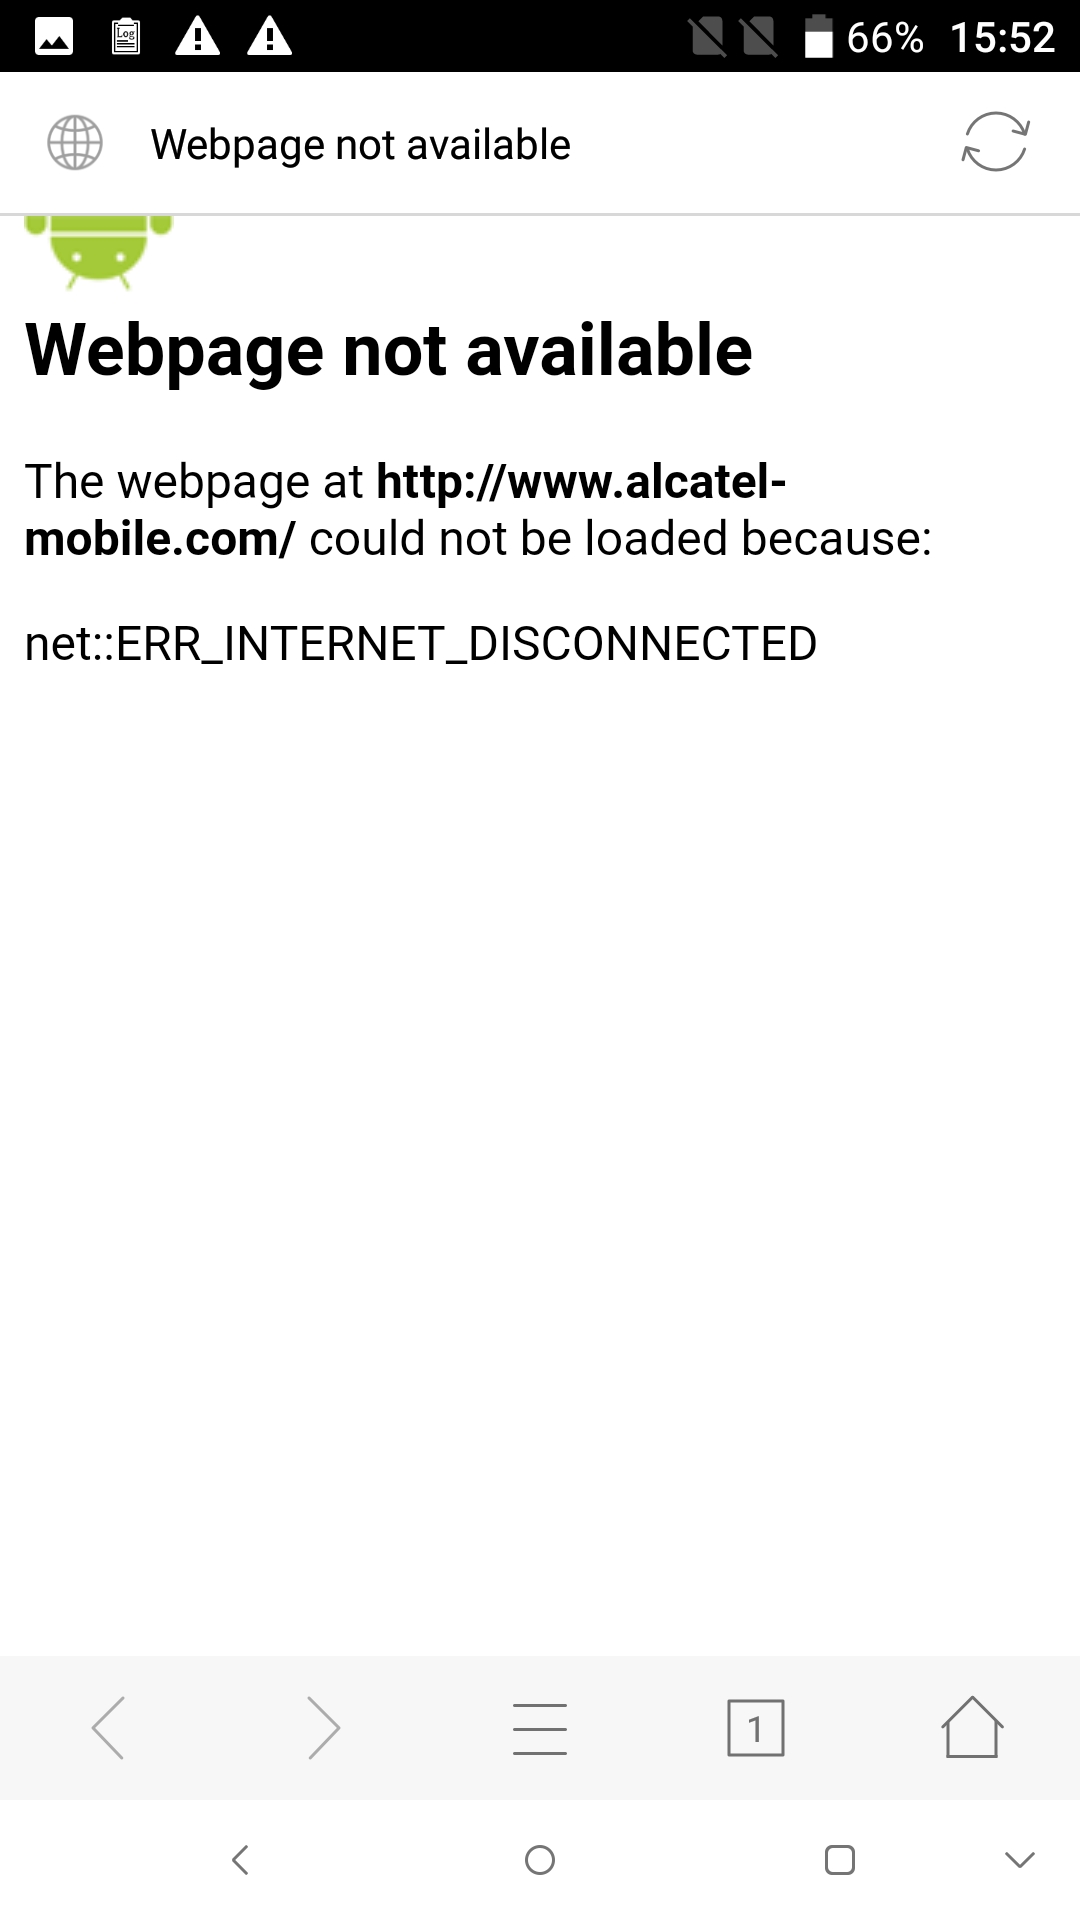 Log
66% 15:52
Webpage not available
Webpage not available
The webpage at http://www.alcatel-
mobile.com/ could not be loaded because:
net::ERR_INTERNET_DISCONNECTED
1